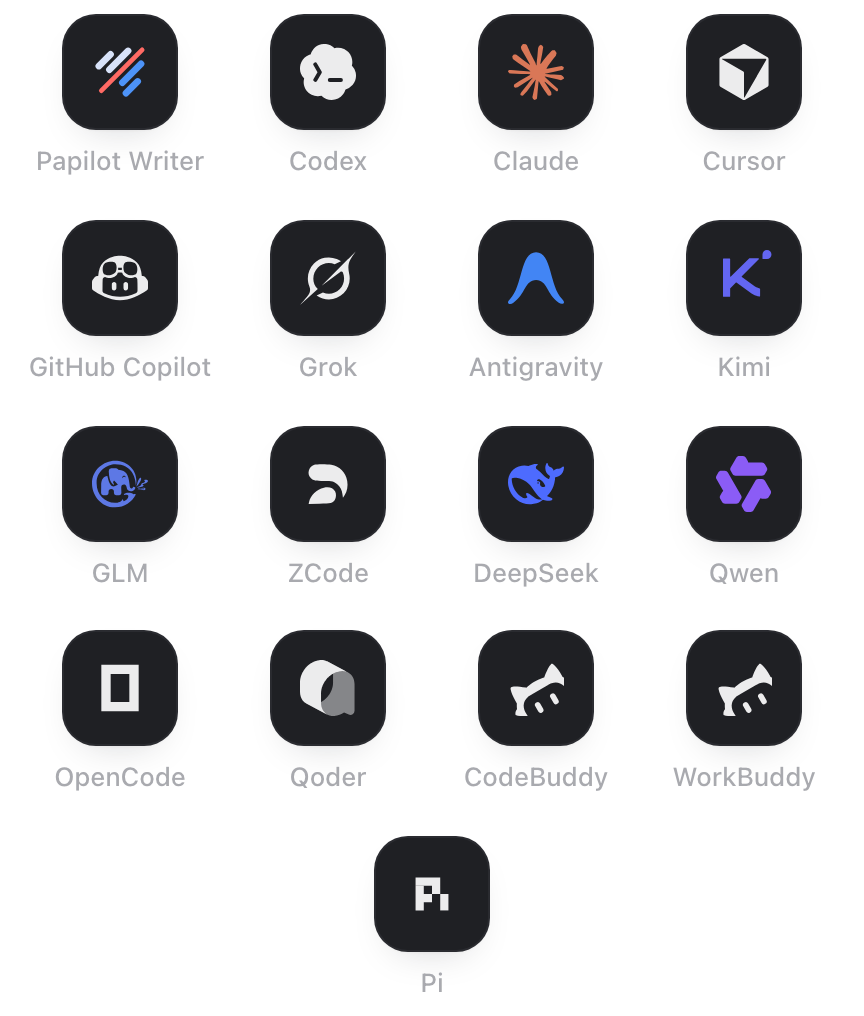 Papilot Writer
Codex
Claude
Cursor
GitHub Copilot
Grok
Antigravity
Kimi
GLM
ZCode
DeepSeek
Qwen
OpenCode
Qoder
CodeBuddy
WorkBuddy
Pi